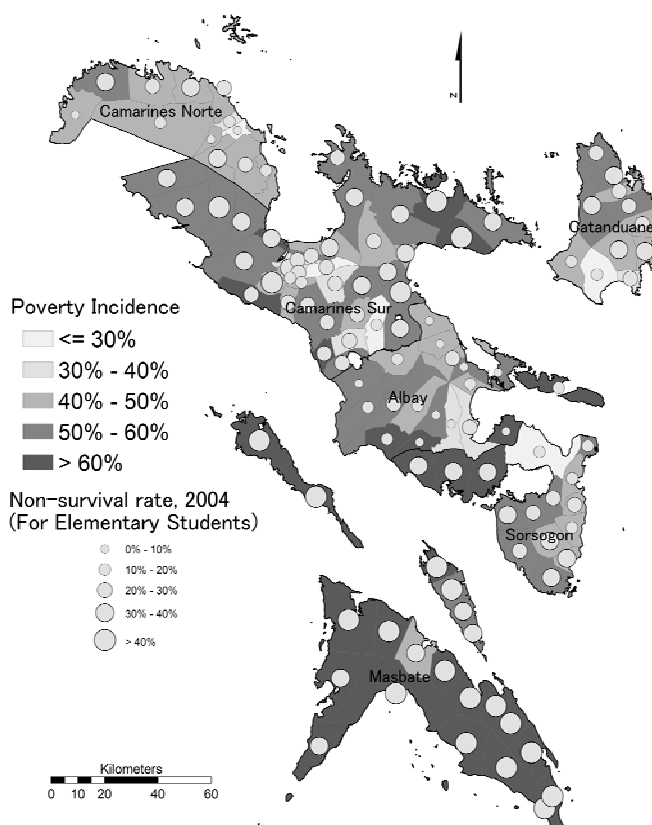 N
Camarines Norte
Catanduane
Camarines Sur
Poverty Incidence
<= 30%
30% - 40%
40% - 50%
50% - 60%
> 60%
Albay
Non-survival rate, 2004
(For Elementary Students)
0% - 10%
10% - 20%
20% - 30%
30% - 40%
> 40%
Sorsogon
Masbate
Kilometers
0 10 20 40 60